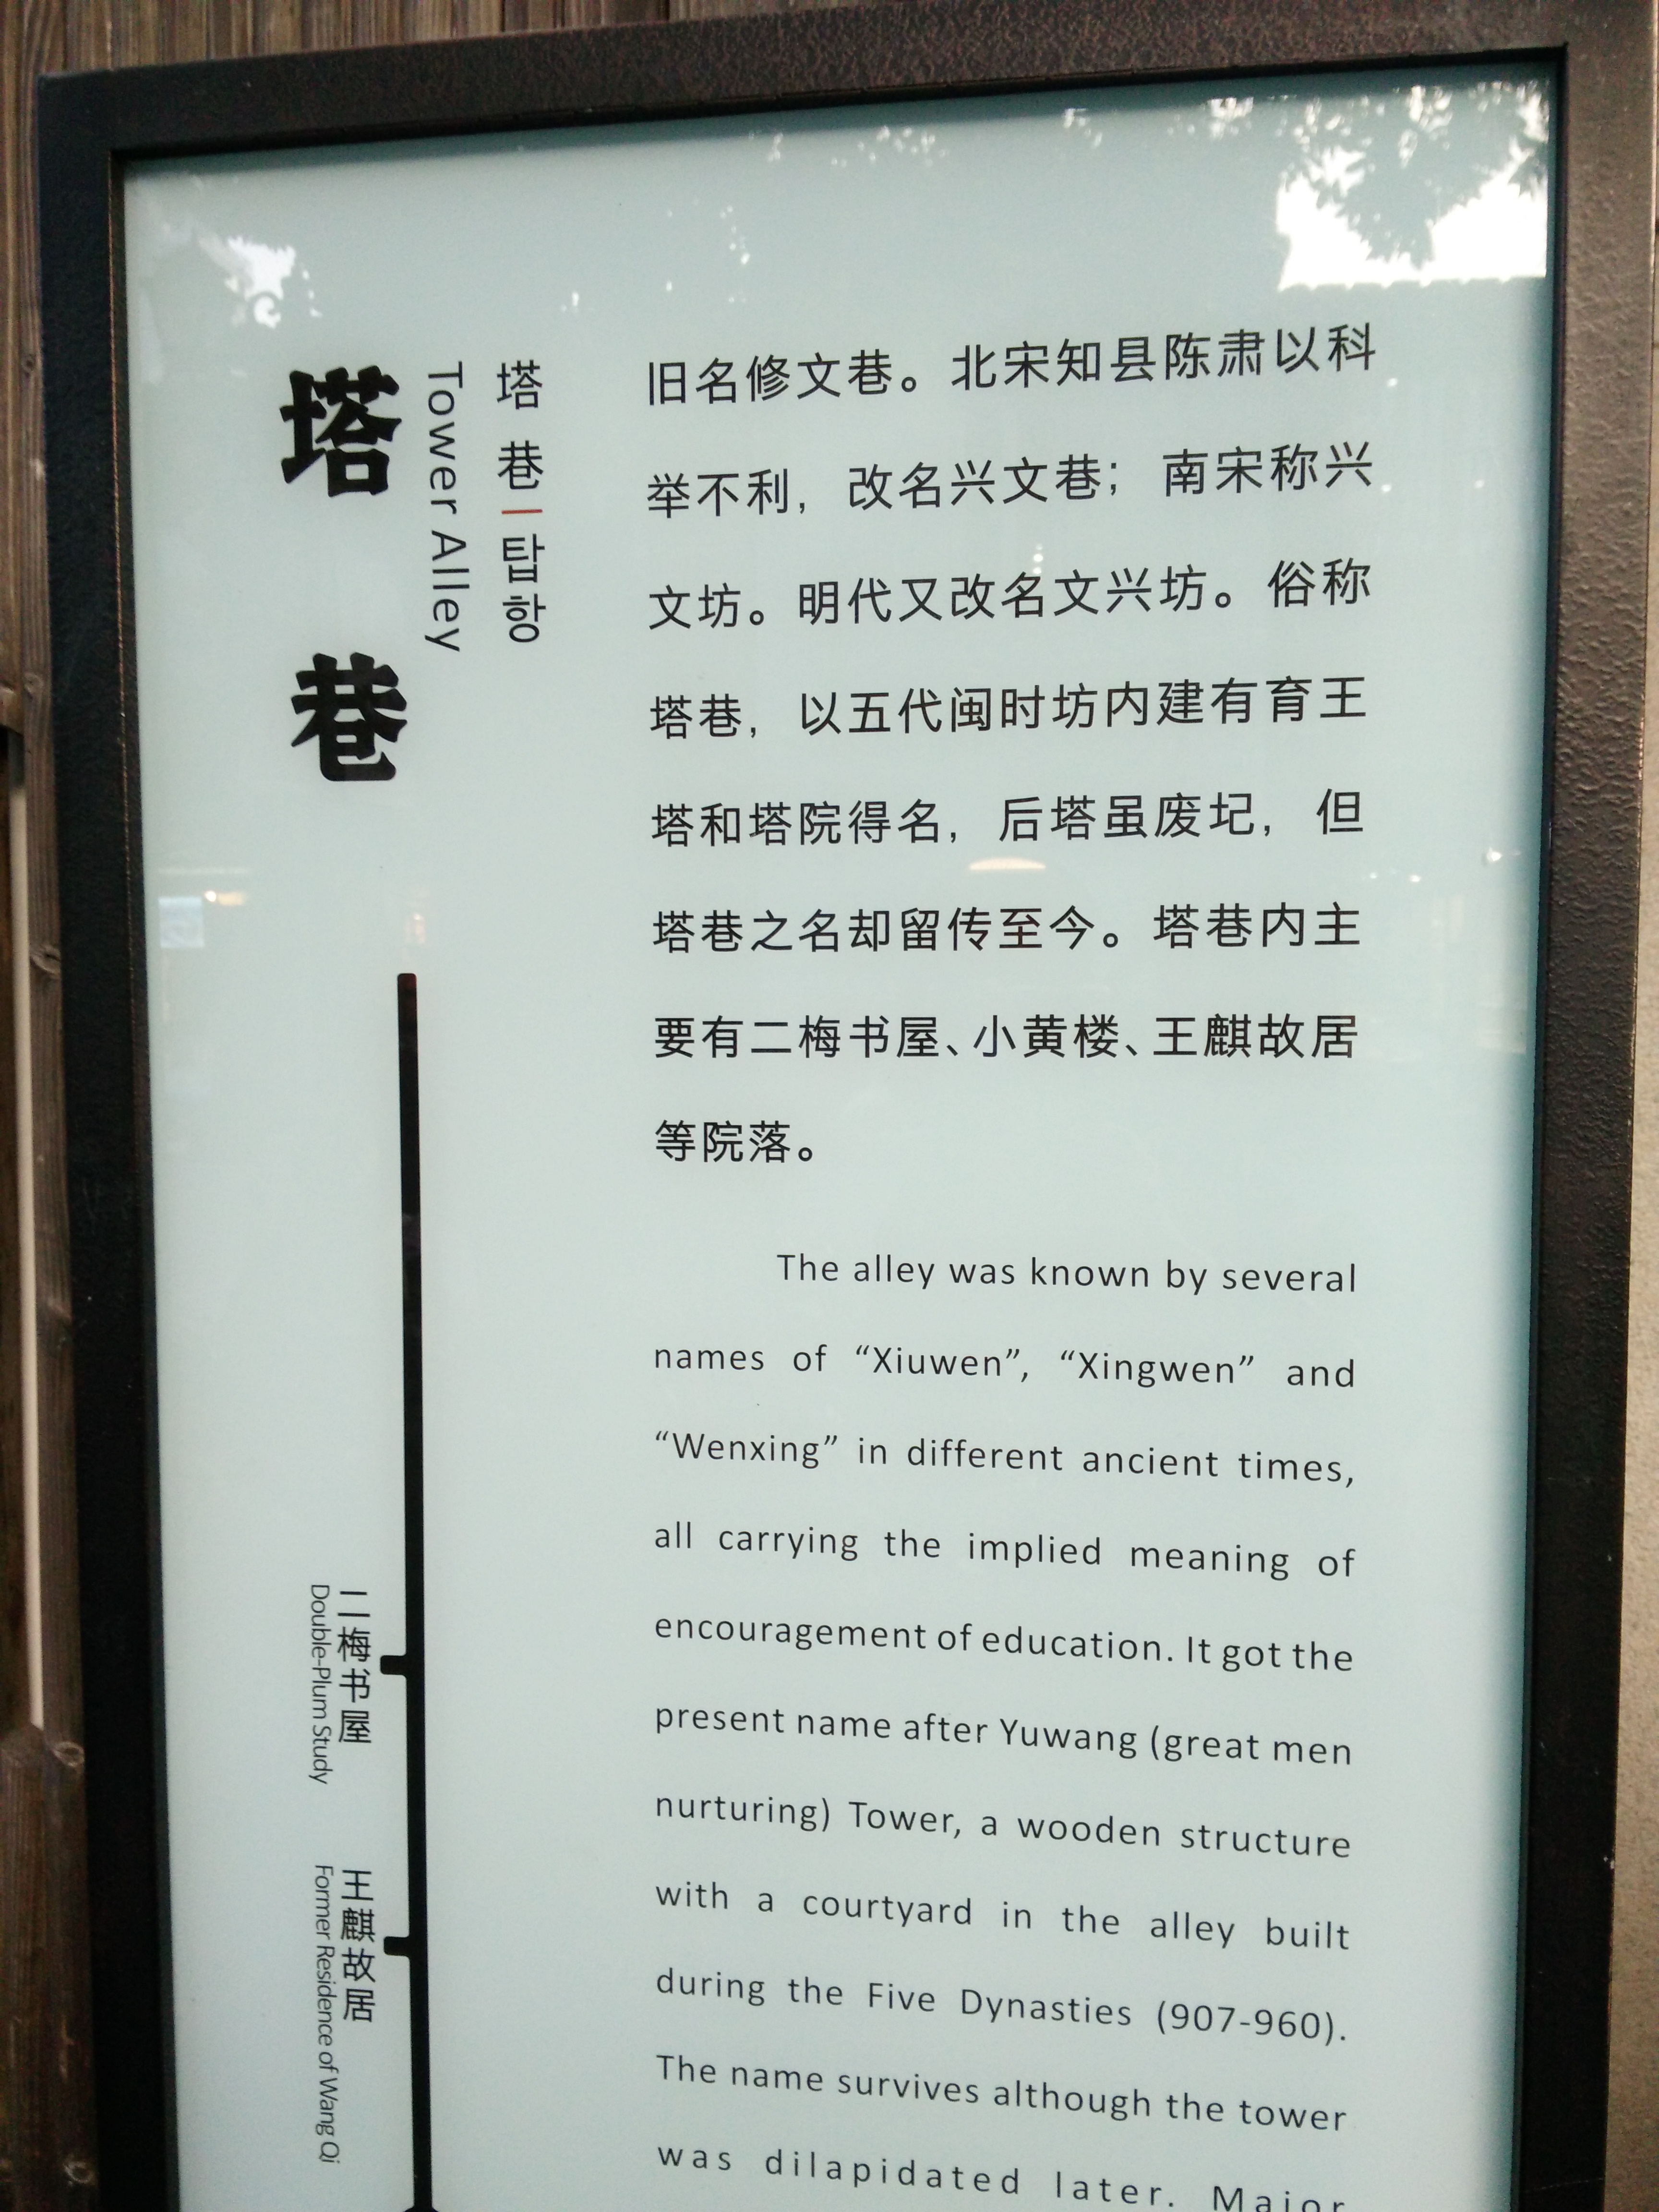 塔巷
Tower Alley
塔巷|탑항
旧名修文巷。北宋知县陈肃以科
举不利，改名兴文巷；南宋称兴
文坊。明代又改名文兴坊。俗称
塔巷，以五代闽时坊内建有育王
塔和塔院得名，后塔虽废圮，但
塔巷之名却留传至今。塔巷内主
要有二梅书屋、小黄楼、王麒故居
等院落。
The alley was known by several
names of “Xiuwen”, “Xingwen” and
“Wenxing” in different ancient times,
all carrying the implied meaning of
encouragement of education. It got the
present name after Yuwang (great men
nurturing) Tower, a wooden structure
with a courtyard in the alley built
during the Five Dynasties (907-960).
The name survives although the tower
was dilapidated later. Major
二梅书屋
Double-Plum Study
王麒故居
Former Residence of Wang Qi